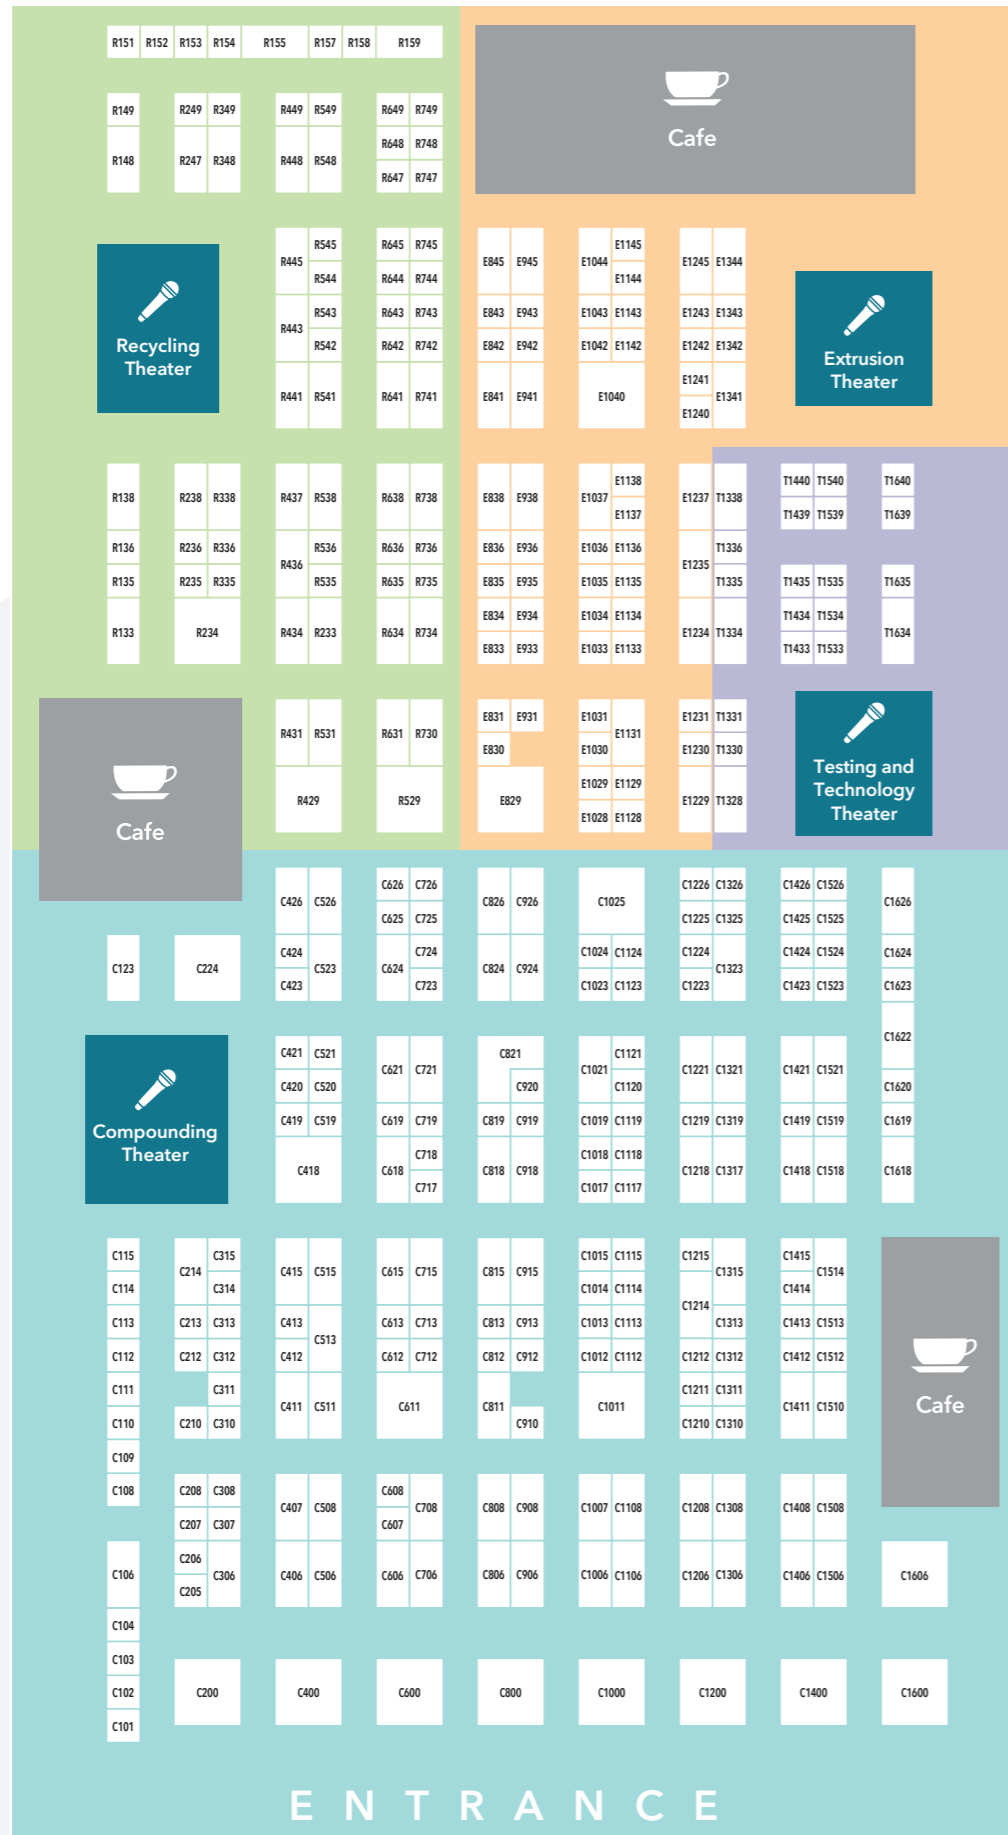 R151 R152 R153 R154 R155 R157 R158 R159
Cafe
R149 R249 R349 R449 R549 R649 R749
R148 R247 R348 R448 R548 R648 R748
R647 R747
R445 R545 R645 R745 E845 E945 E1044 E1145 E1245 E1344
R544 R644 R744 E1144
Recycling
Theater
R443 R543 R643 R743 E843 E943 E1043 E1143 E1243 E1343
R542 R642 R742 E842 E942 E1042 E1142 E1242 E1342
Extrusion
Theater
R441 R541 R641 R741 E841 E941 E1040 E1241 E1341
E1240
R138 R238 R338 R437 R538 R638 R738 E838 E938 E1037 E1138 E1237 T1338 T1440 T1540 T1640
E1137 T1439 T1539 T1639
R136 R236 R336 R436 R536 R636 R736 E836 E936 E1036 E1136 E1235 T1336
R135 R235 R335 R535 R635 R735 E835 E935 E1035 E1135 T1335 T1435 T1535 T1635
R133 R234 R434 R233 R634 R734 E834 E934 E1034 E1134 E1234 T1334 T1434 T1534 T1634
E833 E933 E1033 E1133 T1433 T1533
R431 R531 R631 R730 E831 E931 E1031 E1131 E1231 T1331
E830 E1030 E1230 T1330
Testing and
Technology
Theater
Cafe
R429 R529 E829 E1029 E1129 E1229 T1328
E1028 E1128
C426 C526 C626 C726 C826 C926 C1025 C1226 C1326 C1426 C1526 C1626
C625 C725 C1225 C1325 C1425 C1525
C123 C224 C424 C523 C624 C724 C824 C924 C1024 C1124 C1224 C1323 C1424 C1524 C1624
C423 C723 C1023 C1123 C1223 C1423 C1523 C1623
C1622
C421 C521 C621 C721 C821 C1021 C1121 C1221 C1321 C1421 C1521
C420 C520 C920 C1120 C1620
Compounding
Theater
C419 C519 C619 C719 C819 C919 C1019 C1119 C1219 C1319 C1419 C1519 C1619
C418 C618 C718 C818 C918 C1018 C1118 C1218 C1317 C1418 C1518 C1618
C717 C1017 C1117
C115 C214 C315 C415 C515 C615 C715 C815 C915 C1015 C1115 C1215 C1315 C1415 C1514
C114 C314 C1014 C1114 C1214 C1414
C113 C213 C313 C413 C513 C613 C713 C813 C913 C1013 C1113 C1313 C1413 C1513
C112 C212 C312 C412 C612 C712 C812 C912 C1012 C1112 C1212 C1312 C1412 C1512
Cafe
C111 C311 C411 C511 C611 C811 C1011 C1211 C1311 C1411 C1510
C110 C210 C310 C910 C1210 C1310
C109
C108 C208 C308 C407 C508 C608 C708 C808 C908 C1007 C1108 C1208 C1308 C1408 C1508
C207 C307 C607
C106 C206 C306 C406 C506 C606 C706 C806 C906 C1006 C1106 C1206 C1306 C1406 C1506 C1606
C205
C104
C103
C102 C200 C400 C600 C800 C1000 C1200 C1400 C1600
C101
ENTRANCE